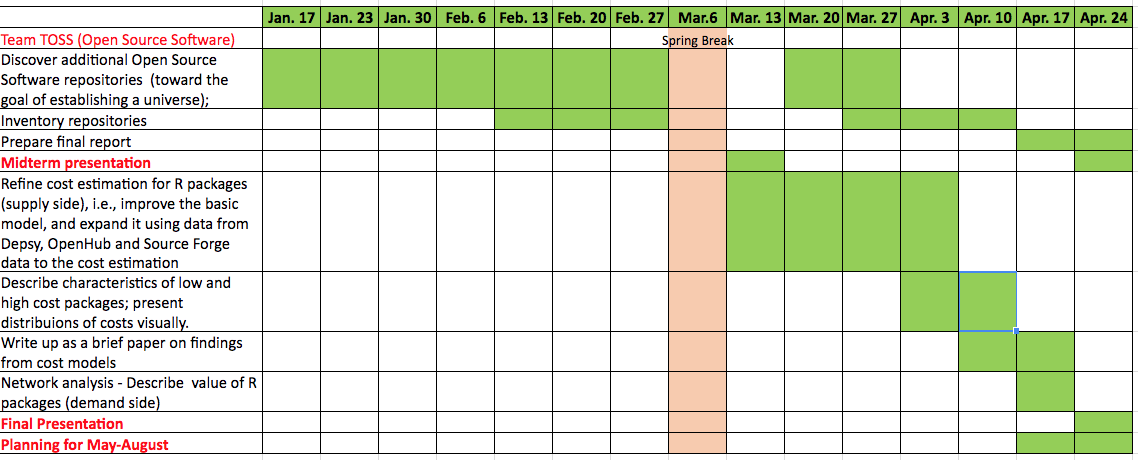 Jan. 17 Jan. 23 Jan. 30 Feb. 6 Feb. 13 Feb. 20 Feb. 27 Mar.6 Mar. 13 Mar. 20 Mar. 27 Apr. 3 Apr. 10 Apr. 17 Apr. 24
Team TOSS (Open Source Software) Spring Break
Discover additional Open Source
Software repositories (toward the
goal of establishing a universe);
Inventory repositories
Prepare final report
Midterm presentation
Refine cost estimation for R packages
(supply side), i.e., improve the basic
model, and expand it using data from
Depsy, OpenHub and Source Forge
data to the cost estimation
Describe characteristics of low and
high cost packages; present
distribuions of costs visually.
Write up as a brief paper on findings
from cost models
Network analysis - Describe value of R
packages (demand side)
Final Presentation
Planning for May-August